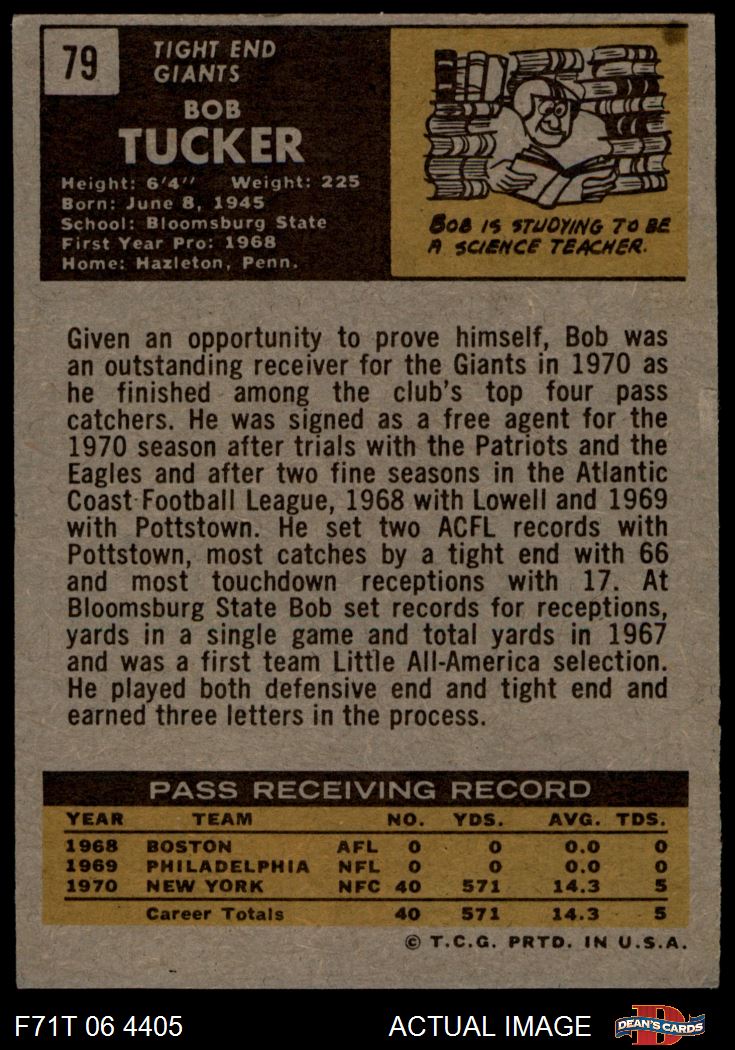 79
TIGHT END
GIANTS
BOB
TUCKER
Height: 6'4" Weight: 225
Born: June 8, 1945
School: Bloomsburg State
First Year Pro: 1968
Home: Hazleton, Penn.
BOB IS STUDYING TO BE
A SCIENCE TEACHER.
Given an opportunity to prove himself, Bob was
an outstanding receiver for the Giants in 1970 as
he finished among the club's top four pass
catchers. He was signed as a free agent for the
1970 season after trials with the Patriots and the
Eagles and after two fine seasons in the Atlantic
Coast Football League, 1968 with Lowell and 1969
with Pottstown. He set two ACFL records with
Pottstown, most catches by a tight end with 66
and most touchdown receptions with 17. At
Bloomsburg State Bob set records for receptions,
yards in a single game and total yards in 1967
and was a first team Little All-America selection.
He played both defensive end and tight end and
earned three letters in the process.
PASS RECEIVING RECORD
YEAR TEAM NO. YDS. AVG. TDS.
1968 BOSTON AFL 0 0 0.0 0
1969 PHILADELPHIA NFL 0 0 0.0 0
1970 NEW YORK NFC 40 571 14.3 5
Career Totals 40 571 14.3 5
© T.C.G. PRTD. IN U.S.A.
F71T 06 4405 ACTUAL IMAGE D DEAN'S CARDS